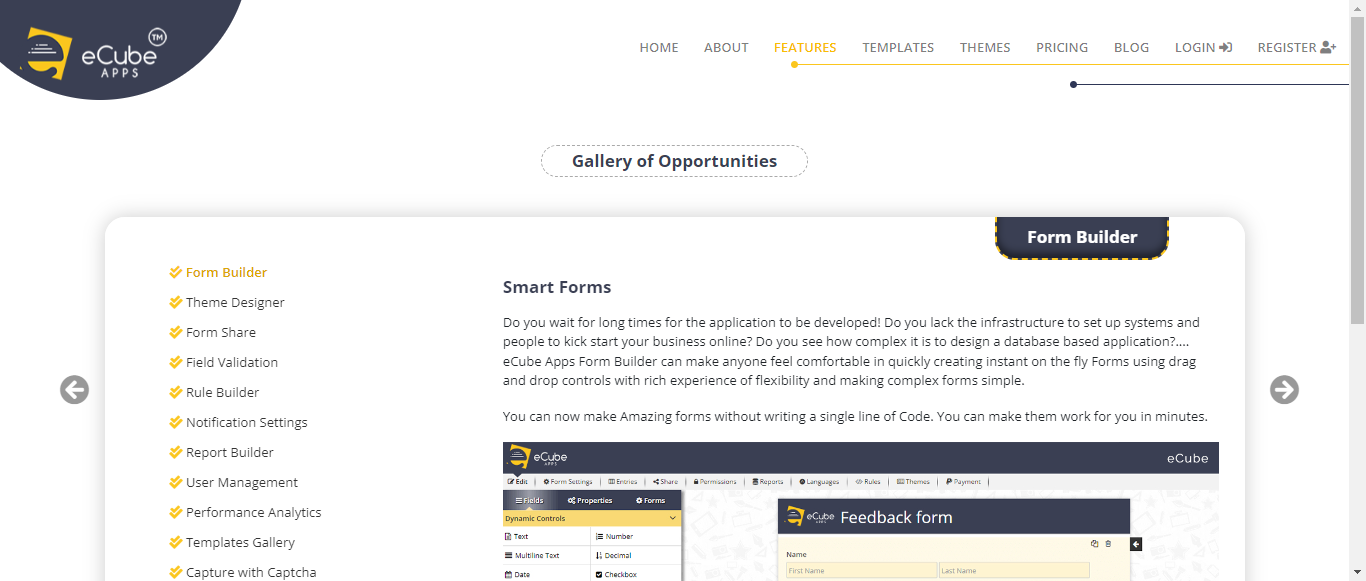 eCube
TM
APPS
HOME ABOUT FEATURES TEMPLATES THEMES PRICING BLOG LOGIN REGISTER
Gallery of Opportunities
Form Builder
Form Builder
Theme Designer
Form Share
Field Validation
Rule Builder
Notification Settings
Report Builder
User Management
Performance Analytics
Templates Gallery
Capture with Captcha
Smart Forms
Do you wait for long times for the application to be developed! Do you lack the infrastructure to set up systems and
people to kick start your business online? Do you see how complex it is to design a database based application?....
eCube Apps Form Builder can make anyone feel comfortable in quickly creating instant on the fly Forms using drag
and drop controls with rich experience of flexibility and making complex forms simple.
You can now make Amazing forms without writing a single line of Code. You can make them work for you in minutes.
eCube
APPS
eCube
Edit | Form Settings | Entries | Share | Permissions | Reports | Languages | Rules | Themes | Payment |
Fields Properties Forms
Dynamic Controls
Text Number
Multiline Text Decimal
Date Checkbox
eCube
APPS
Feedback form
Name
First Name Last Name